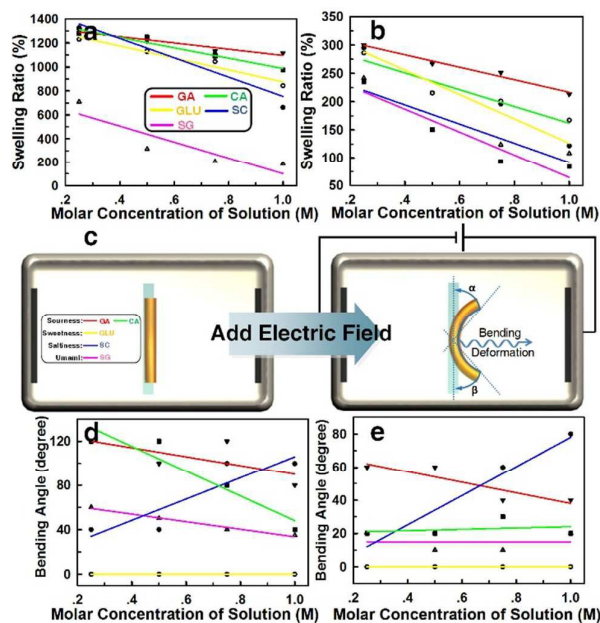 a
Swelling Ratio (%)
1400
1200
1000
800
600
400
200
0
GA CA
GLU SC
SG
.2 .4 .6 .8 1.0
Molar Concentration of Solution (M)
b
Swelling Ratio (%)
350
300
250
200
150
100
50
.2 .4 .6 .8 1.0
Molar Concentration of Solution (M)
c
Sourness: GA CA
Sweetness: GLU
Saltiness: SC
Umami: SG
Add Electric Field
α
Bending
Deformation
β
d
Bending Angle (degree)
120
80
40
0
.2 .4 .6 .8 1.0
Molar Concentration of Solution (M)
e
Bending Angle (degree)
80
60
40
20
0
.2 .4 .6 .8 1.0
Molar Concentration of Solution (M)